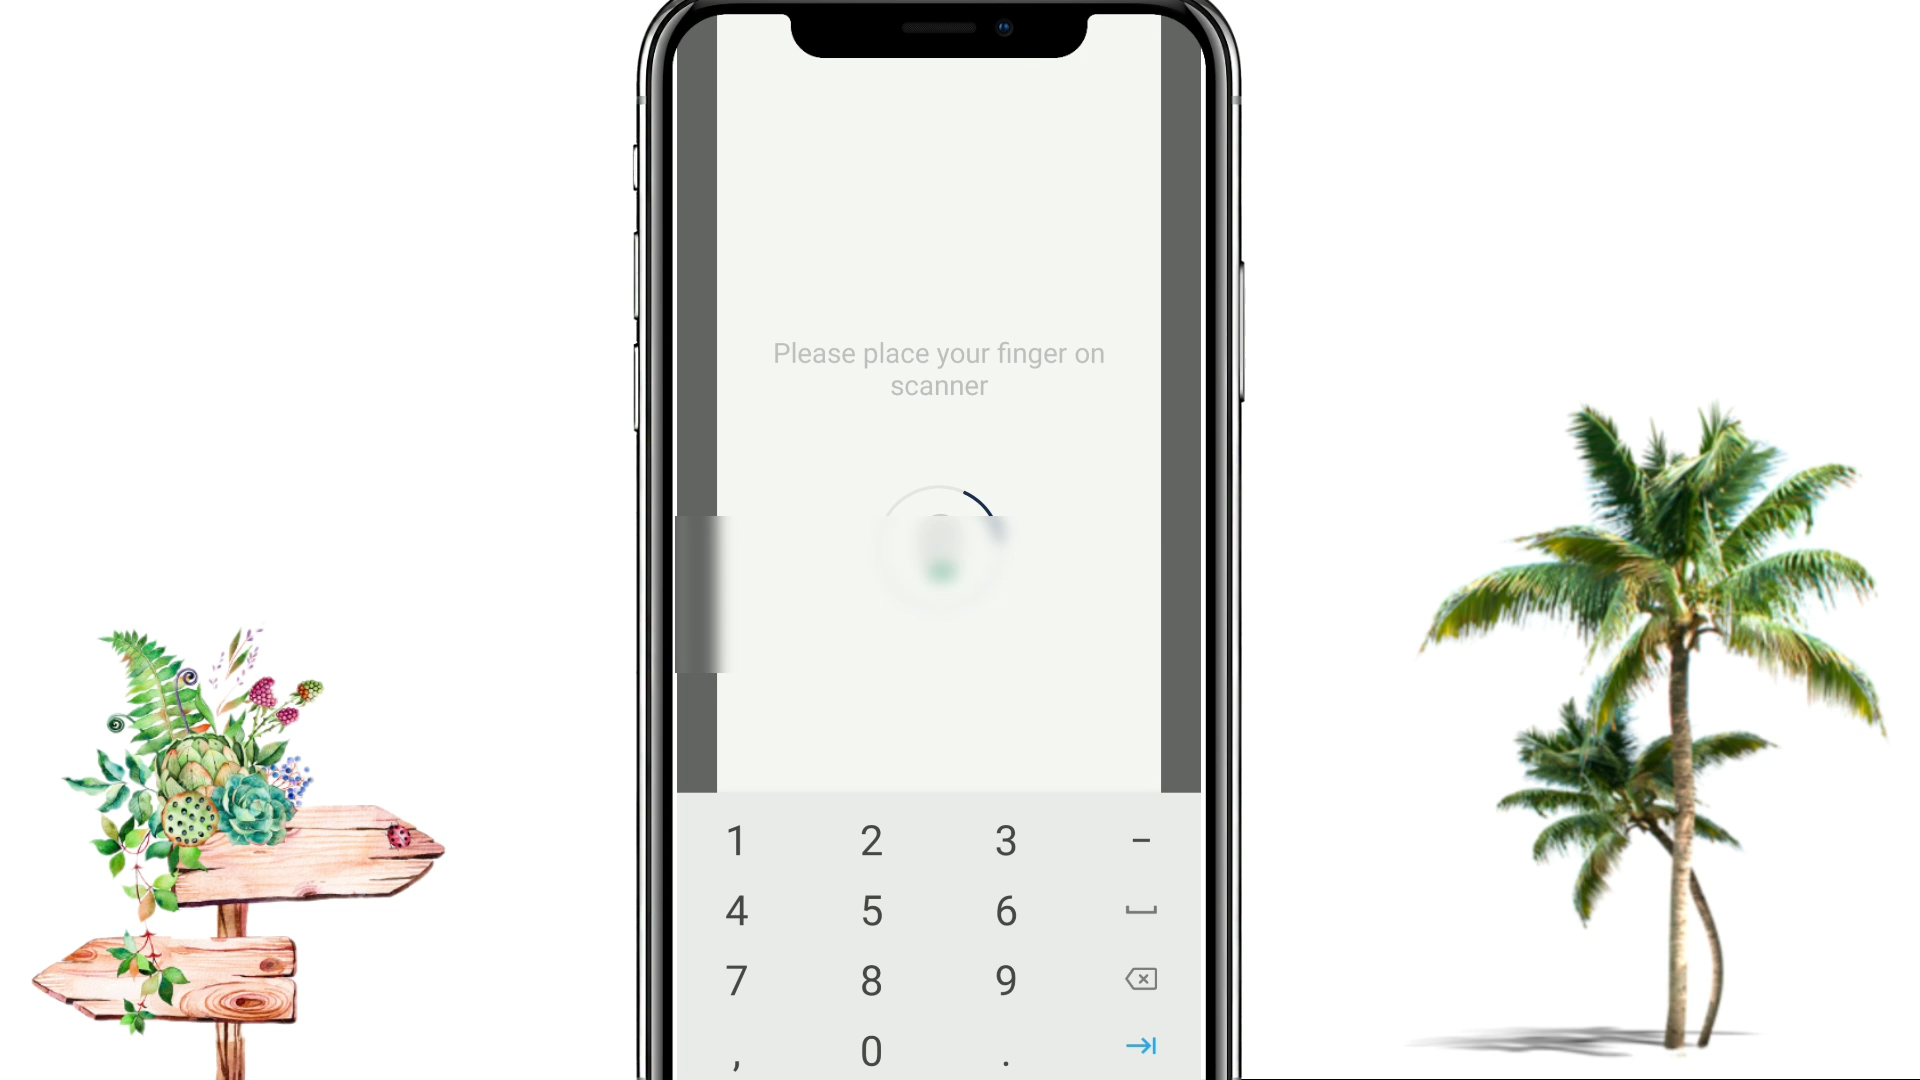 Please place your finger on
scanner
1 2 3 –
4 5 6
7 8 9
, 0 .